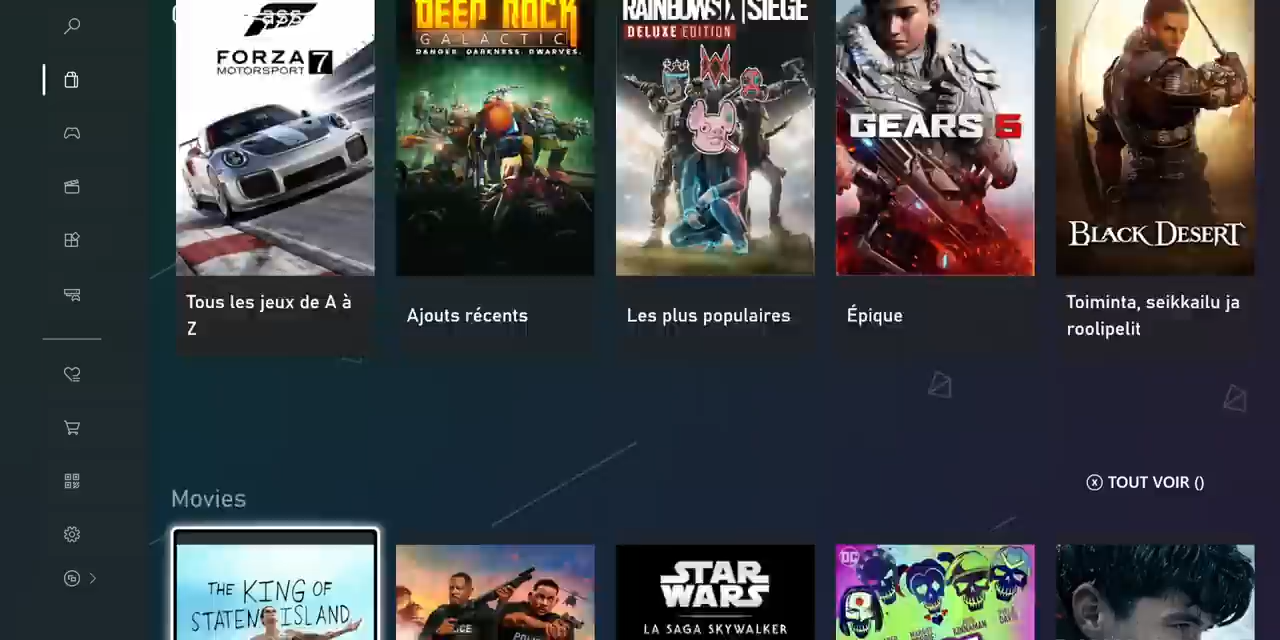 FORZA
MOTORSPORT 7
DEEP ROCK
GALACTIC
DANGER. DARKNESS. DWARVES.
RAINBOW SIX | SIEGE
DELUXE EDITION
GEARS 5
BLACK DESERT
Tous les jeux de A à
Z
Ajouts récents
Les plus populaires
Épique
Toiminta, seikkailu ja
roolipelit
TOUT VOIR ()
Movies
THE KING OF
STATEN ISLAND
POLICE
STAR
WARS
LA SAGA SKYWALKER
DC